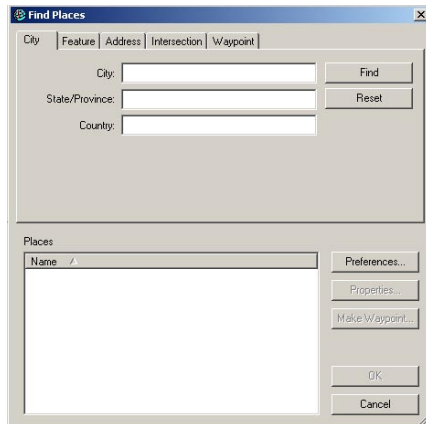 Find Places
City Feature Address Intersection Waypoint
City: Find
State/Province: Reset
Country:
Places
Name Preferences...
Properties...
Make Waypoint...
OK
Cancel